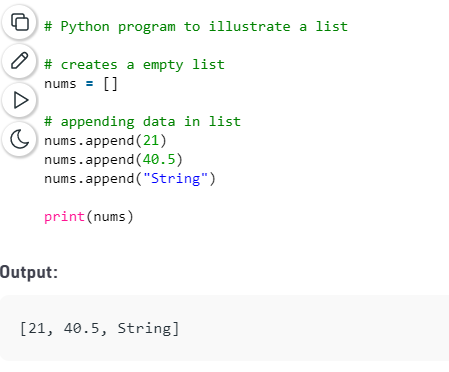 # Python program to illustrate a list
# creates a empty list
nums = []
# appending data in list
nums.append(21)
nums.append(40.5)
nums.append("String")
print(nums)
Output:
[21, 40.5, String]